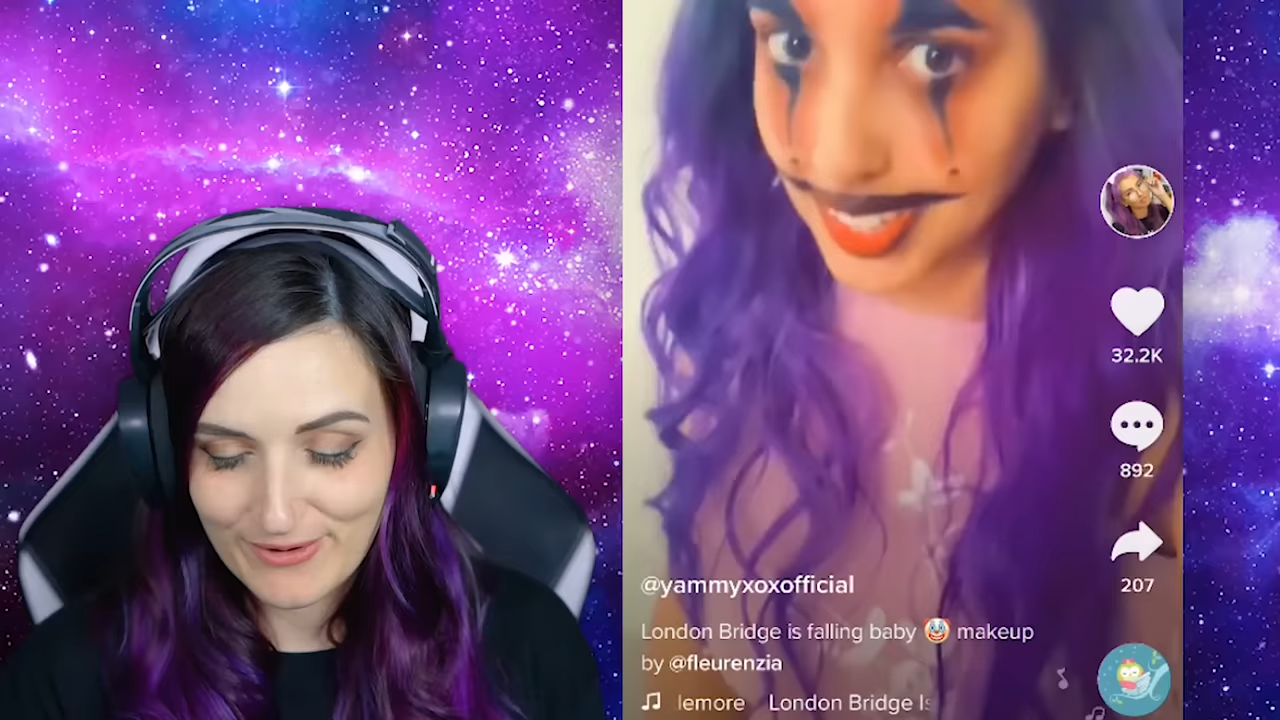 32.2K
892
207
@yammyxoxofficial
London Bridge is falling baby 🤡 makeup
by @fleurenzia
lemore London Bridge Is